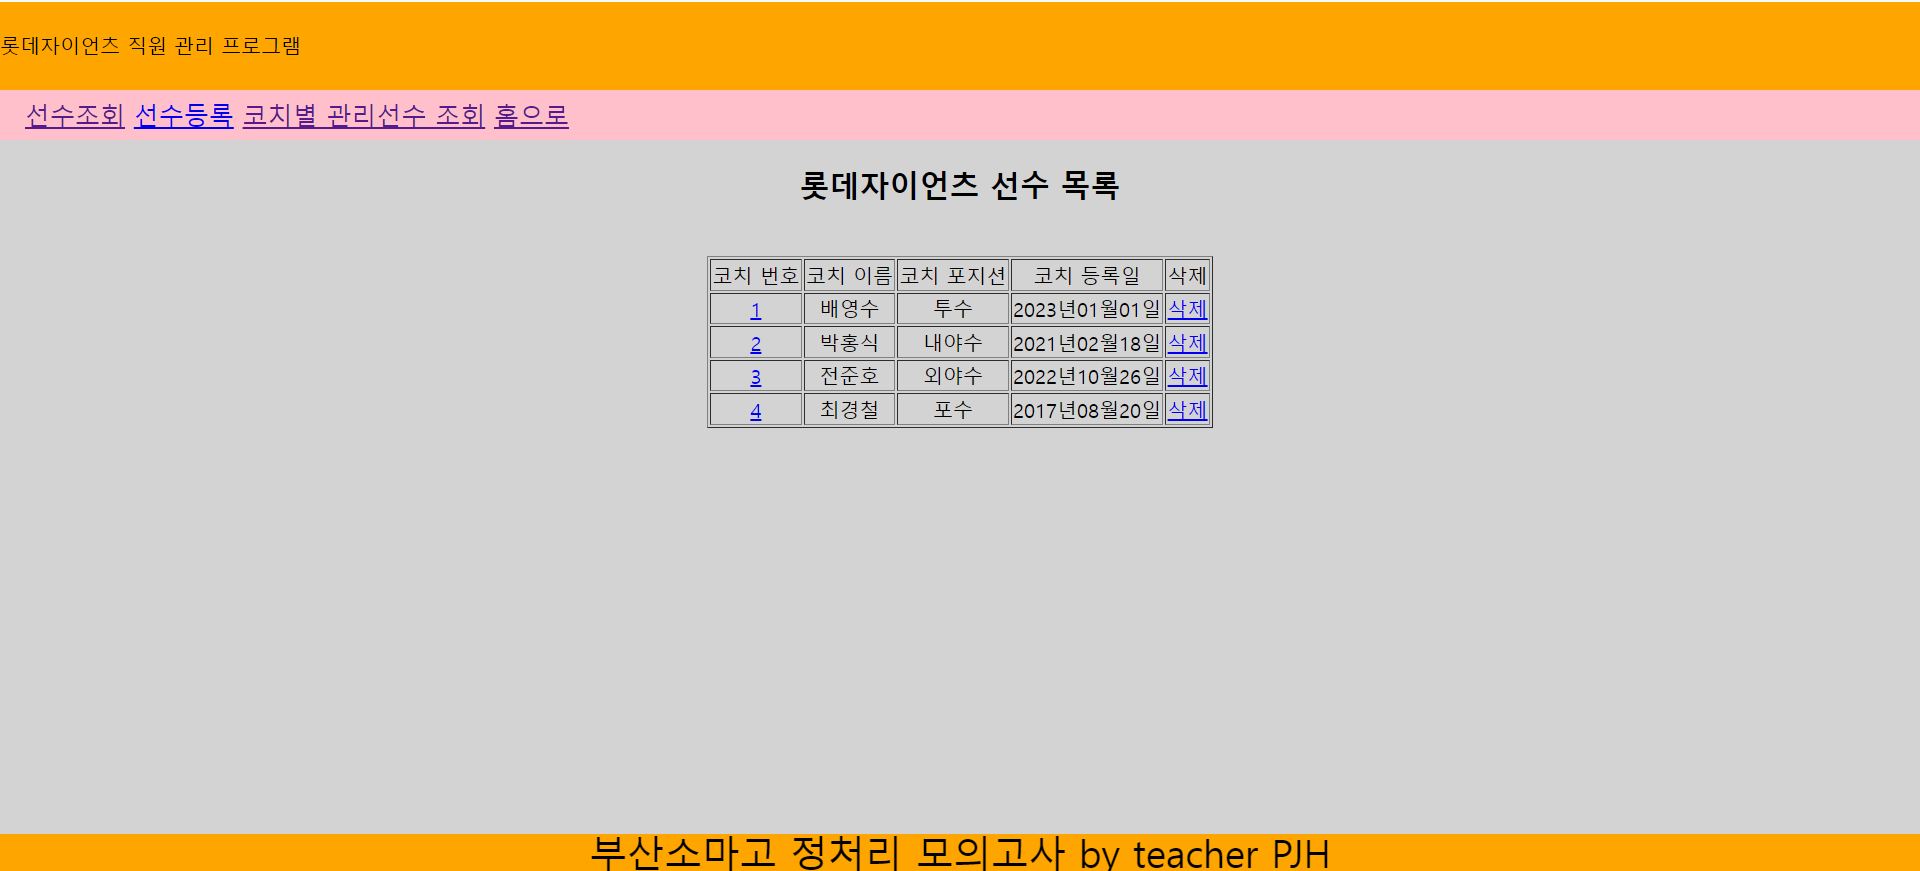 롯데자이언츠 직원 관리 프로그램
선수조회 선수등록 코치별 관리선수 조회 홈으로
롯데자이언츠 선수 목록
코치 번호 코치 이름 코치 포지션 코치 등록일 삭제
1 배영수 투수 2023년01월01일 삭제
2 박홍식 내야수 2021년02월18일 삭제
3 전준호 외야수 2022년10월26일 삭제
4 최경철 포수 2017년08월20일 삭제
부산소마고 정처리 모의고사 by teacher PJH